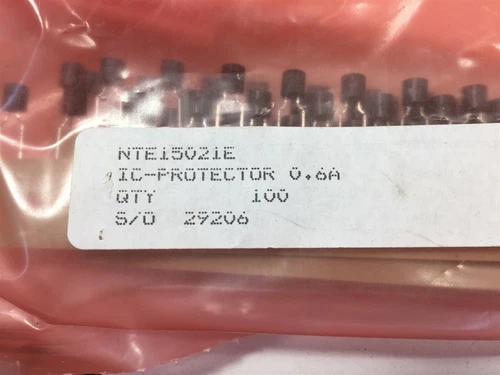 NTE15021E
IC-PROTECTOR 0.6A
QTY 100
S/O 29206